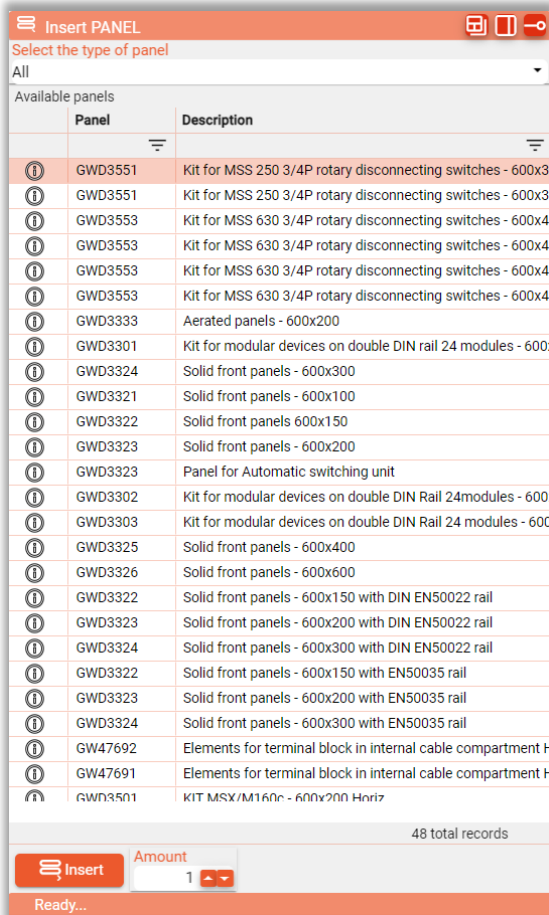 Insert PANEL
Select the type of panel
All
Available panels
Panel Description
GWD3551 Kit for MSS 250 3/4P rotary disconnecting switches - 600x3
GWD3551 Kit for MSS 250 3/4P rotary disconnecting switches - 600x3
GWD3553 Kit for MSS 630 3/4P rotary disconnecting switches - 600x4
GWD3553 Kit for MSS 630 3/4P rotary disconnecting switches - 600x4
GWD3553 Kit for MSS 630 3/4P rotary disconnecting switches - 600x4
GWD3553 Kit for MSS 630 3/4P rotary disconnecting switches - 600x4
GWD3333 Aerated panels - 600x200
GWD3301 Kit for modular devices on double DIN rail 24 modules - 600x
GWD3324 Solid front panels - 600x300
GWD3321 Solid front panels - 600x100
GWD3322 Solid front panels 600x150
GWD3323 Solid front panels - 600x200
GWD3323 Panel for Automatic switching unit
GWD3302 Kit for modular devices on double DIN Rail 24modules - 600
GWD3303 Kit for modular devices on double DIN Rail 24 modules - 600
GWD3325 Solid front panels - 600x400
GWD3326 Solid front panels - 600x600
GWD3322 Solid front panels - 600x150 with DIN EN50022 rail
GWD3323 Solid front panels - 600x200 with DIN EN50022 rail
GWD3324 Solid front panels - 600x300 with DIN EN50022 rail
GWD3322 Solid front panels - 600x150 with EN50035 rail
GWD3323 Solid front panels - 600x200 with EN50035 rail
GWD3324 Solid front panels - 600x300 with EN50035 rail
GW47692 Elements for terminal block in internal cable compartment H
GW47691 Elements for terminal block in internal cable compartment H
GWD3501 KIT MSX/M160c - 600x200 Horiz
48 total records
Insert
Amount
1
Ready...